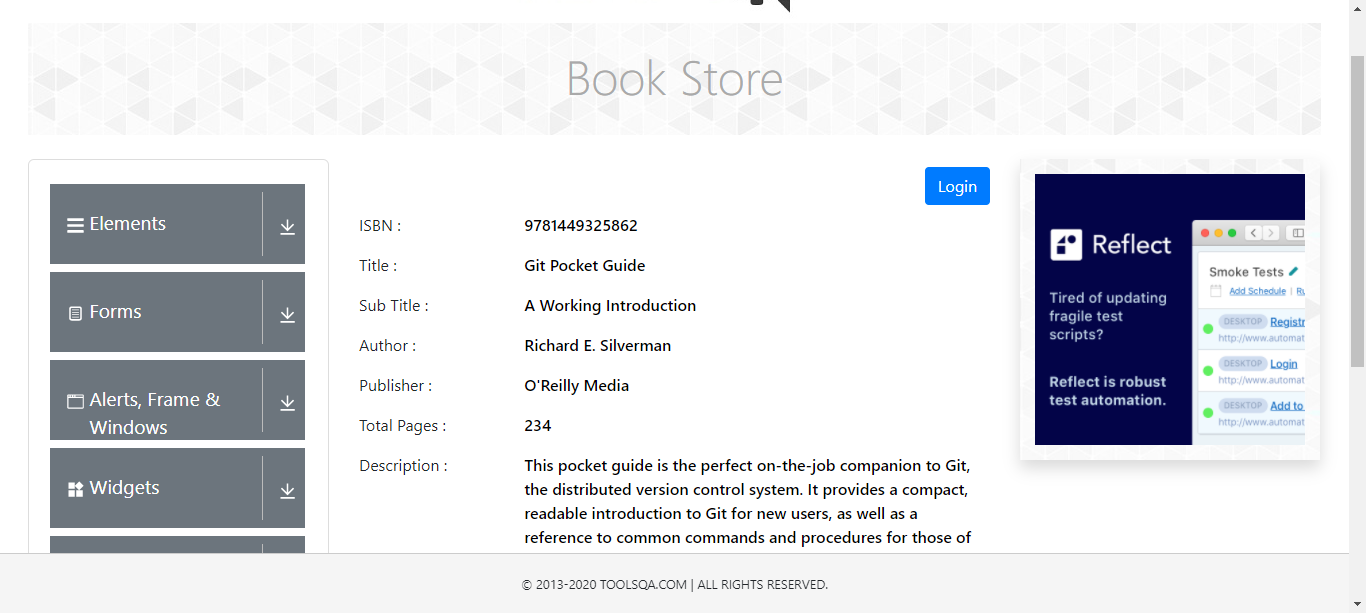 Book Store
Elements
Forms
Alerts, Frame &
Windows
Widgets
Login
ISBN : 9781449325862
Title : Git Pocket Guide
Sub Title : A Working Introduction
Author : Richard E. Silverman
Publisher : O'Reilly Media
Total Pages : 234
Description : This pocket guide is the perfect on-the-job companion to Git,
the distributed version control system. It provides a compact,
readable introduction to Git for new users, as well as a
reference to common commands and procedures for those of
Reflect
Tired of updating
fragile test
scripts?
Reflect is robust
test automation.
Smoke Tests
Add Schedule | Ru
DESKTOP Registr
http://www.automat
DESKTOP Login
http://www.automat
DESKTOP Add to
http://www.automat
© 2013-2020 TOOLSQA.COM | ALL RIGHTS RESERVED.